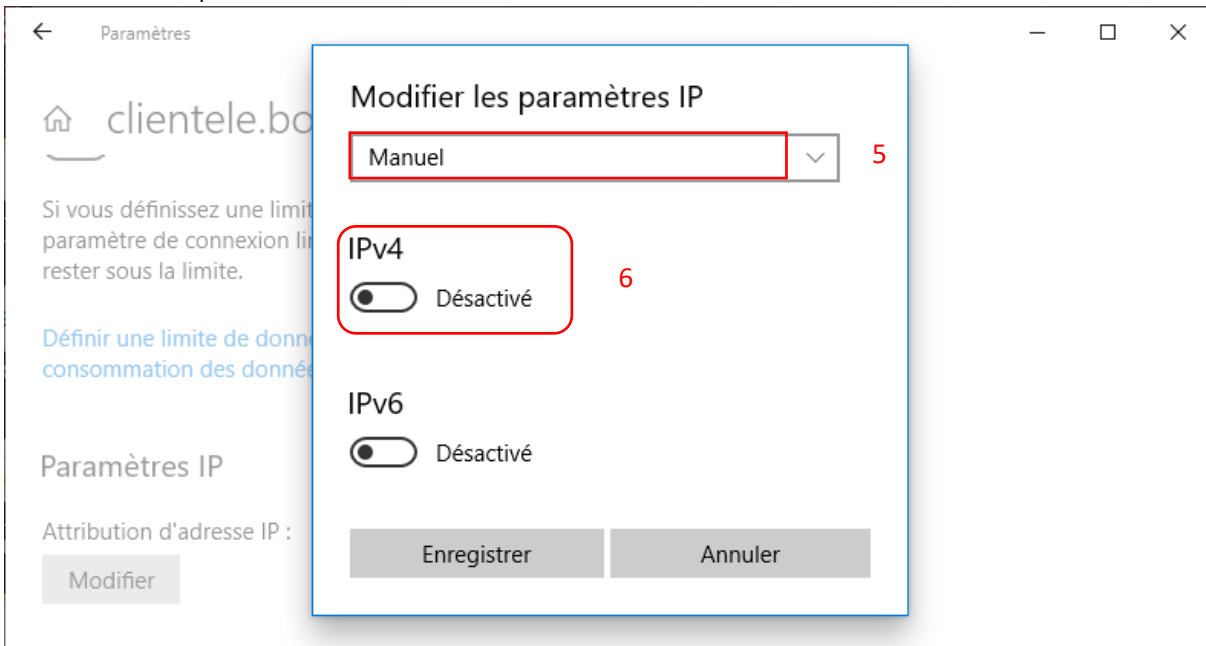 Paramètres
clientele.bo
Modifier les paramètres IP
Manuel
5
Si vous définissez une limit
paramètre de connexion lir
rester sous la limite.
IPv4
Désactivé
6
Définir une limite de donn
consommation des donnée
IPv6
Désactivé
Paramètres IP
Attribution d'adresse IP :
Modifier
Enregistrer
Annuler